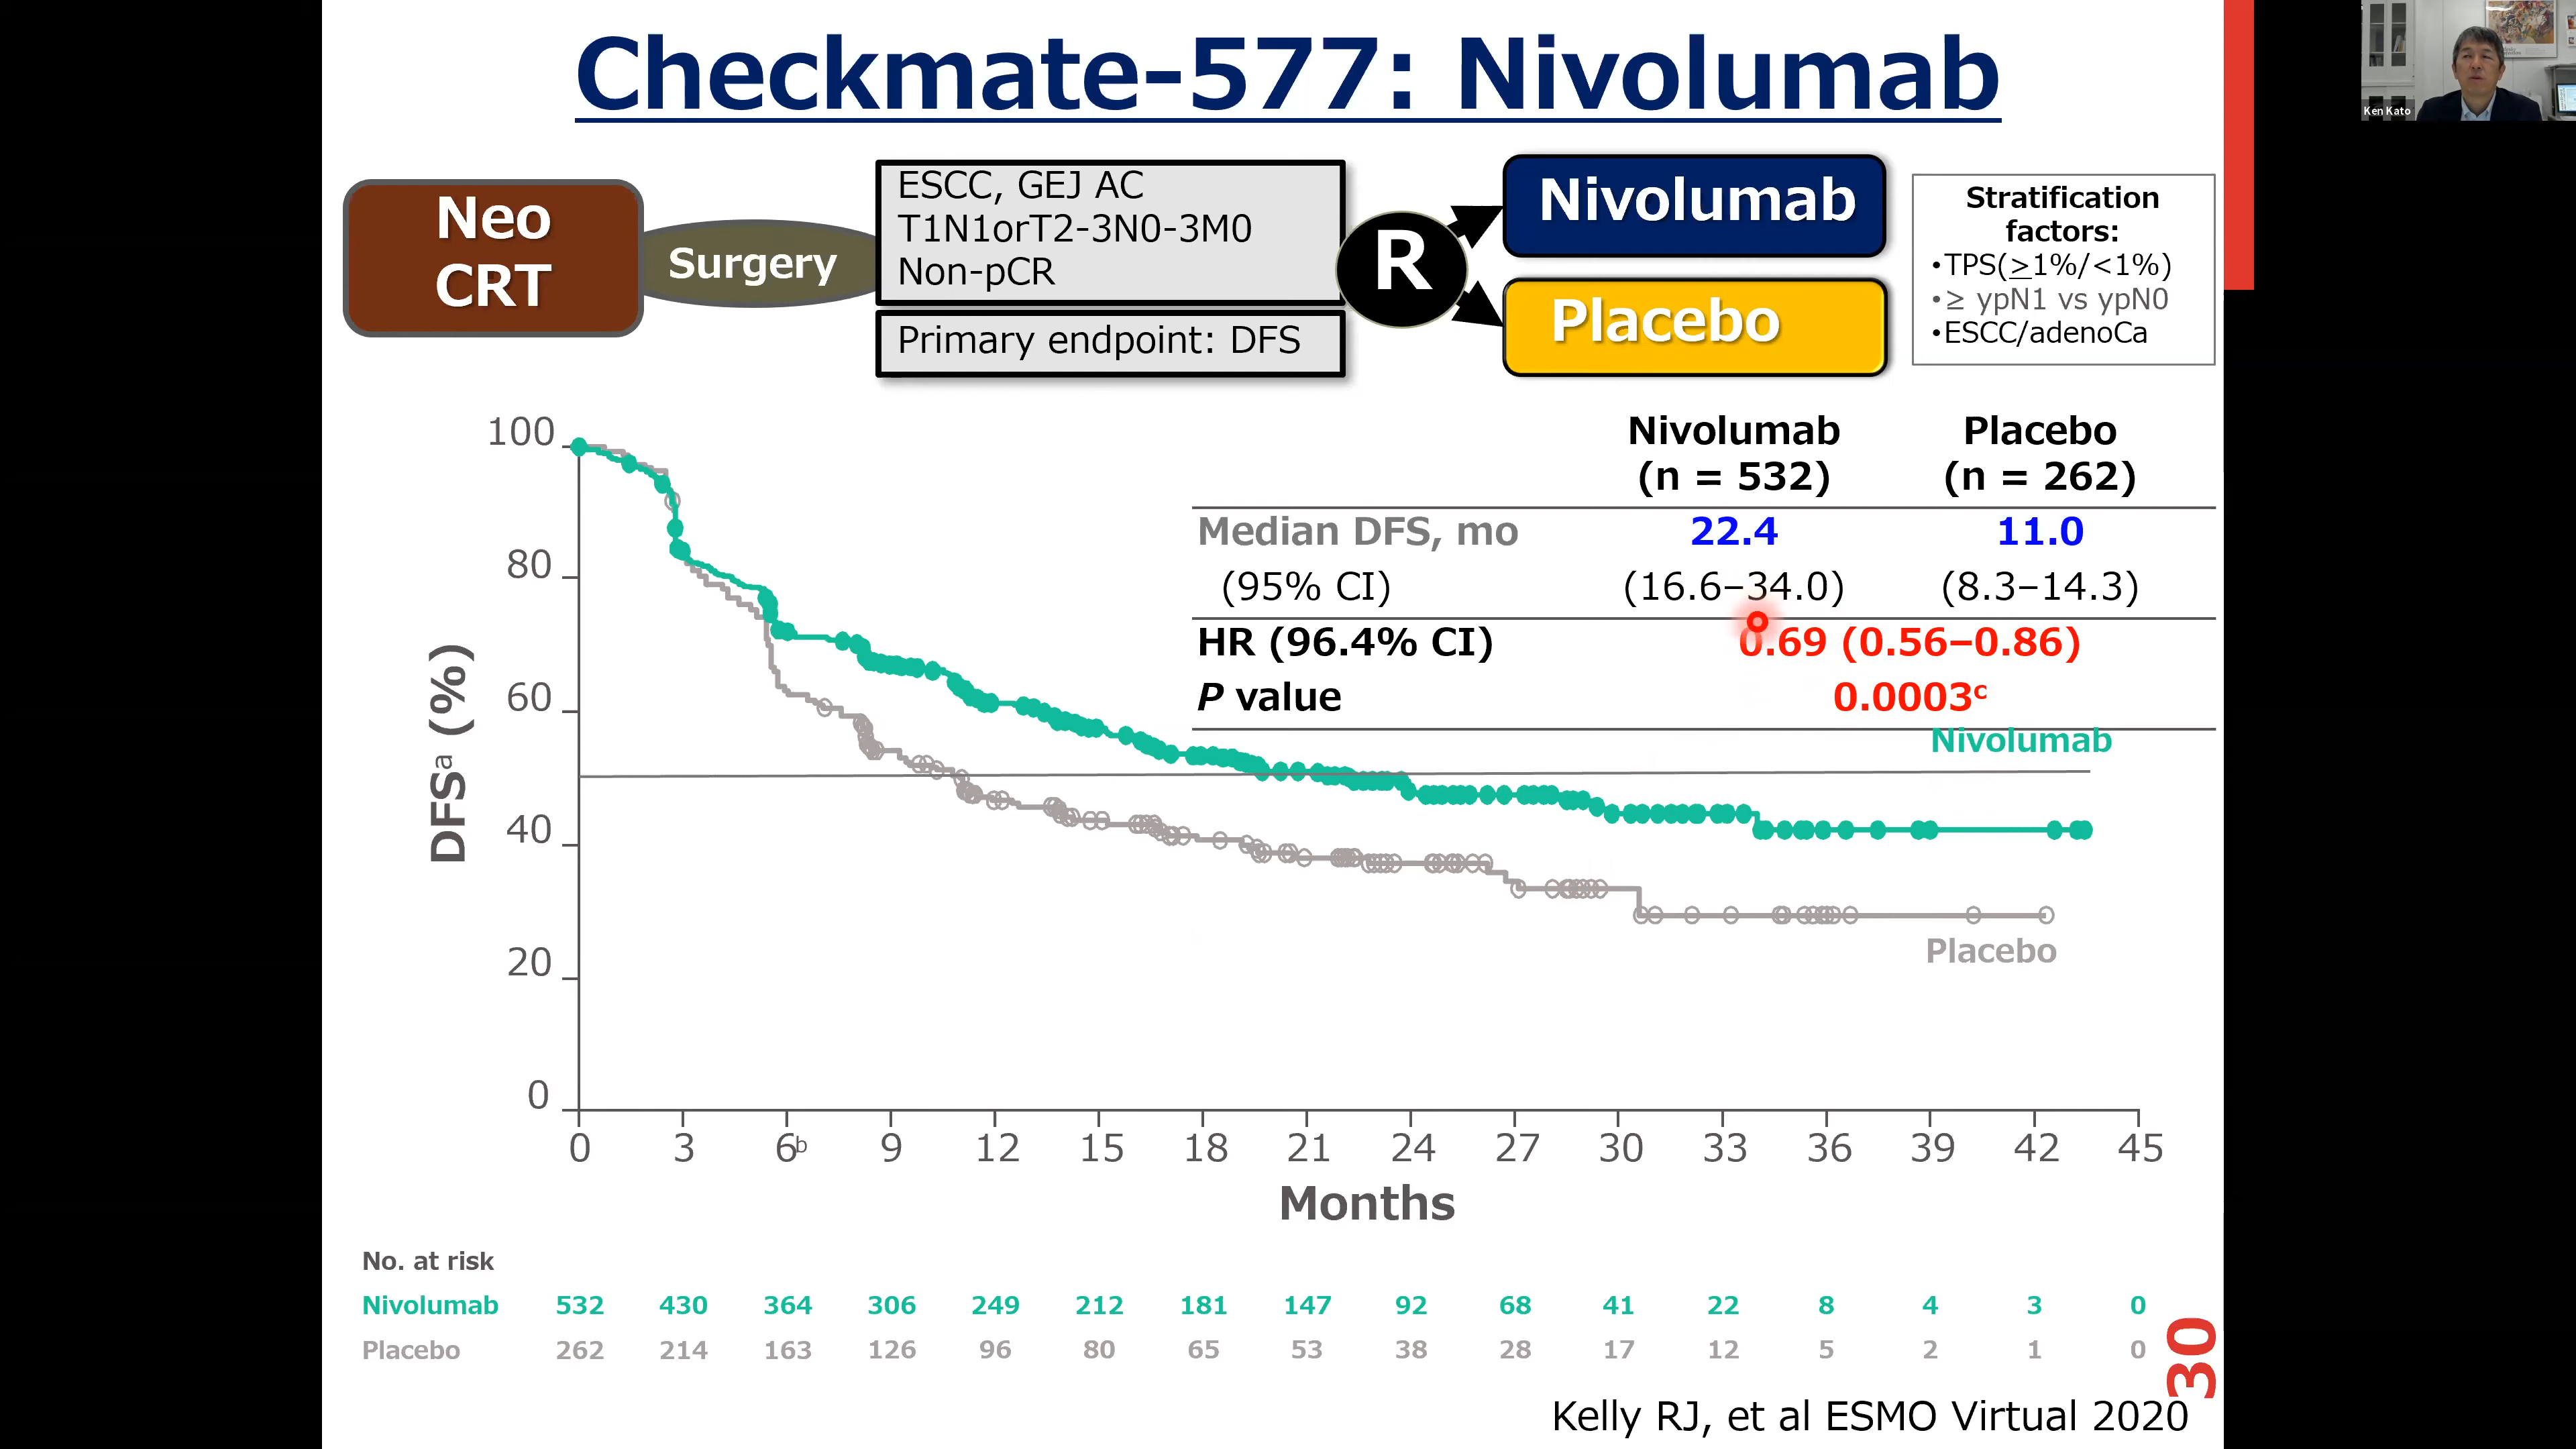 Checkmate-577: Nivolumab
Ken Kato
Neo
CRT
Surgery
ESCC, GEJ AC
T1N1orT2-3N0-3M0
Non-pCR
Primary endpoint: DFS
R
Nivolumab
Placebo
Stratification
factors:
•TPS(≥1%/<1%)
•≥ ypN1 vs ypN0
•ESCC/adenoCa
Nivolumab Placebo
(n = 532) (n = 262)
Median DFS, mo 22.4 11.0
(95% CI) (16.6–34.0) (8.3–14.3)
HR (96.4% CI) 0.69 (0.56–0.86)
P value 0.0003ᶜ
Nivolumab
Placebo
DFSᵃ (%)
100
80
60
40
20
0
0 3 6ᵇ 9 12 15 18 21 24 27 30 33 36 39 42 45
Months
No. at risk
Nivolumab 532 430 364 306 249 212 181 147 92 68 41 22 8 4 3 0
Placebo 262 214 163 126 96 80 65 53 38 28 17 12 5 2 1 0
30
Kelly RJ, et al ESMO Virtual 2020